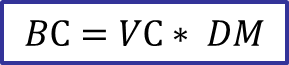 BC = VC * DM